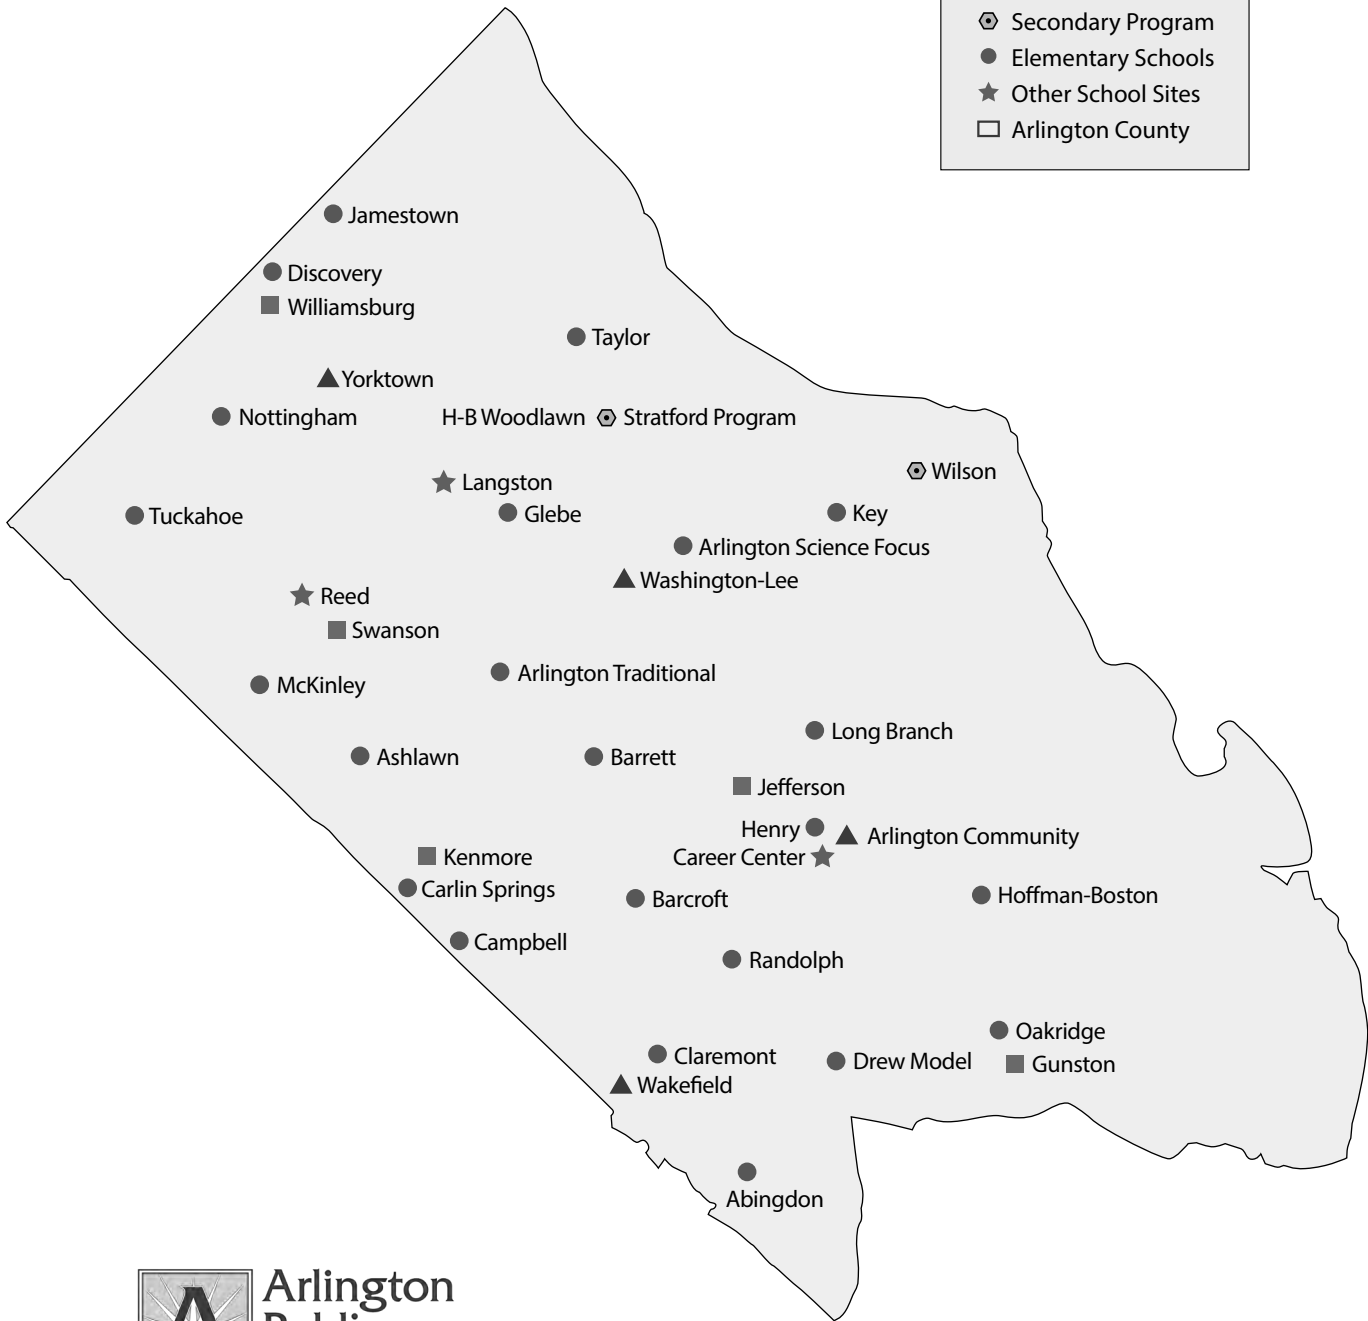 Secondary Program
Elementary Schools
Other School Sites
Arlington County
Jamestown
Discovery
Williamsburg
Taylor
Yorktown
Nottingham
H-B Woodlawn
Stratford Program
Wilson
Langston
Tuckahoe
Glebe
Key
Arlington Science Focus
Washington-Lee
Reed
Swanson
McKinley
Arlington Traditional
Long Branch
Ashlawn
Barrett
Jefferson
Henry
Arlington Community
Career Center
Kenmore
Carlin Springs
Barcroft
Hoffman-Boston
Campbell
Randolph
Oakridge
Claremont
Drew Model
Gunston
Wakefield
Abingdon
Arlington